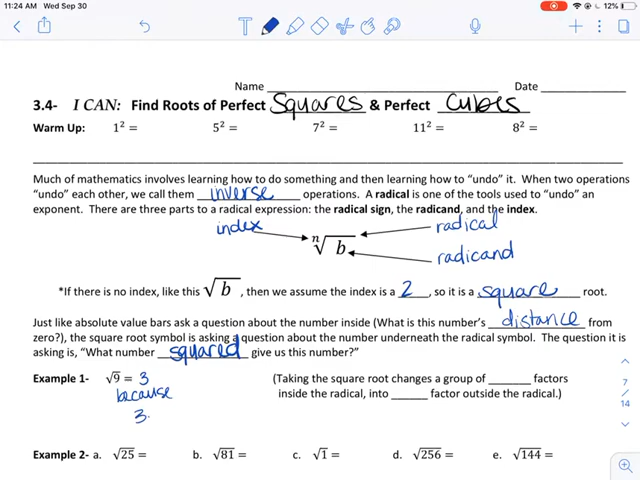 11:24 AM Wed Sep 30 12%
Name Date
3.4- I CAN: Find Roots of Perfect Squares & Perfect Cubes
Warm Up: 1² = 5² = 7² = 11² = 8² =
Much of mathematics involves learning how to do something and then learning how to “undo” it. When two operations
“undo” each other, we call them inverse operations. A radical is one of the tools used to “undo” an
exponent. There are three parts to a radical expression: the radical sign, the radicand, and the index.
index radical
ⁿ√b
radicand
*If there is no index, like this √b , then we assume the index is a 2, so it is a square root.
Just like absolute value bars ask a question about the number inside (What is this number's distance from
zero?), the square root symbol is asking a question about the number underneath the radical symbol. The question it is
asking is, “What number squared give us this number?”
Example 1- √9 = 3 (Taking the square root changes a group of ______ factors
because inside the radical, into ______ factor outside the radical.)
3
Example 2- a. √25 = b. √81 = c. √1 = d. √256 = e. √144 =
7
14